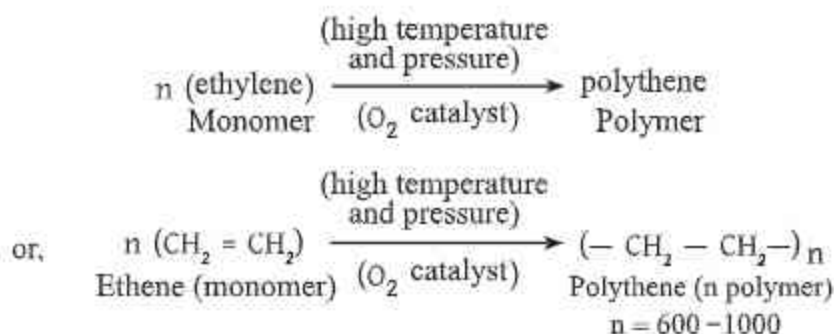 (high temperature
and pressure)
n (ethylene) ⟶ polythene
Monomer (O₂ catalyst) Polymer
(high temperature
and pressure)
or, n (CH₂ = CH₂) ⟶ (— CH₂ — CH₂—)ₙ
Ethene (monomer) (O₂ catalyst) Polythene (n polymer)
n = 600 –1000